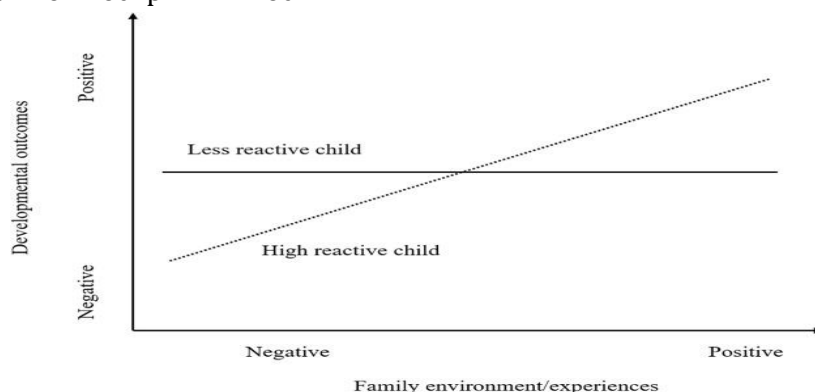 Positive
Developmental outcomes
Less reactive child
High reactive child
Negative
Negative
Positive
Family environment/experiences